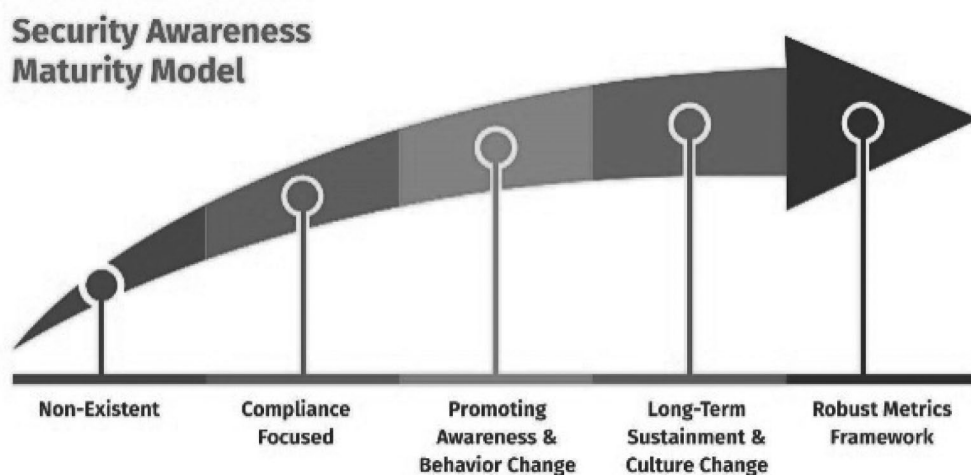 Security Awareness
Maturity Model
Non-Existent
Compliance
Focused
Promoting
Awareness &
Behavior Change
Long-Term
Sustainment &
Culture Change
Robust Metrics
Framework